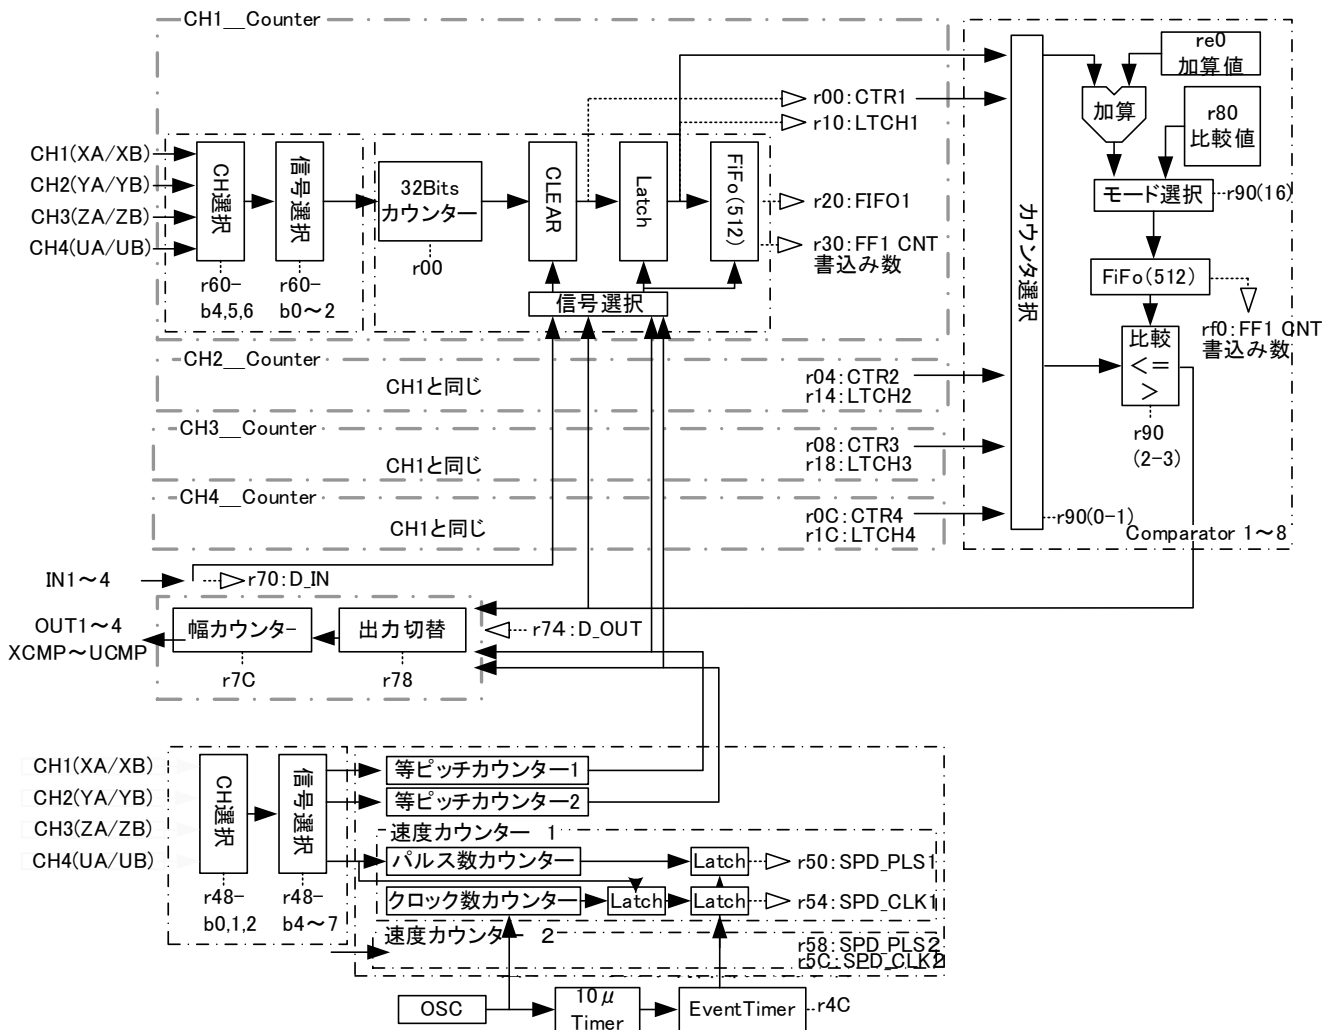 CH1__Counter
CH1(XA/XB)
CH2(YA/YB)
CH3(ZA/ZB)
CH4(UA/UB)
CH選択
信号選択
r60-
b4,5,6
r60-
b0～2
32Bits
カウンター
r00
CLEAR
Latch
FiFo(512)
信号選択
r00:CTR1
r10:LTCH1
r20:FIFO1
r30:FF1 CNT
書込み数
CH2__Counter
CH1と同じ
r04:CTR2
r14:LTCH2
CH3__Counter
CH1と同じ
r08:CTR3
r18:LTCH3
CH4__Counter
CH1と同じ
r0C:CTR4
r1C:LTCH4
カウンタ選択
r90(0-1)
re0
加算値
加算
r80
比較値
モード選択
r90(16)
FiFo(512)
rf0:FF1 CNT
書込み数
比較
＜＝
＞
r90
(2-3)
Comparator 1～8
IN1～4
r70:D_IN
OUT1～4
XCMP～UCMP
幅カウンター
r7C
出力切替
r78
r74:D_OUT
CH1(XA/XB)
CH2(YA/YB)
CH3(ZA/ZB)
CH4(UA/UB)
CH選択
信号選択
r48-
b0,1,2
r48-
b4～7
等ピッチカウンター1
等ピッチカウンター2
速度カウンター 1
パルス数カウンター
Latch
r50:SPD_PLS1
クロック数カウンター
Latch
Latch
r54:SPD_CLK1
速度カウンター 2
r58:SPD_PLS2
r5C:SPD_CLK2
OSC
10μ
Timer
EventTimer
r4C